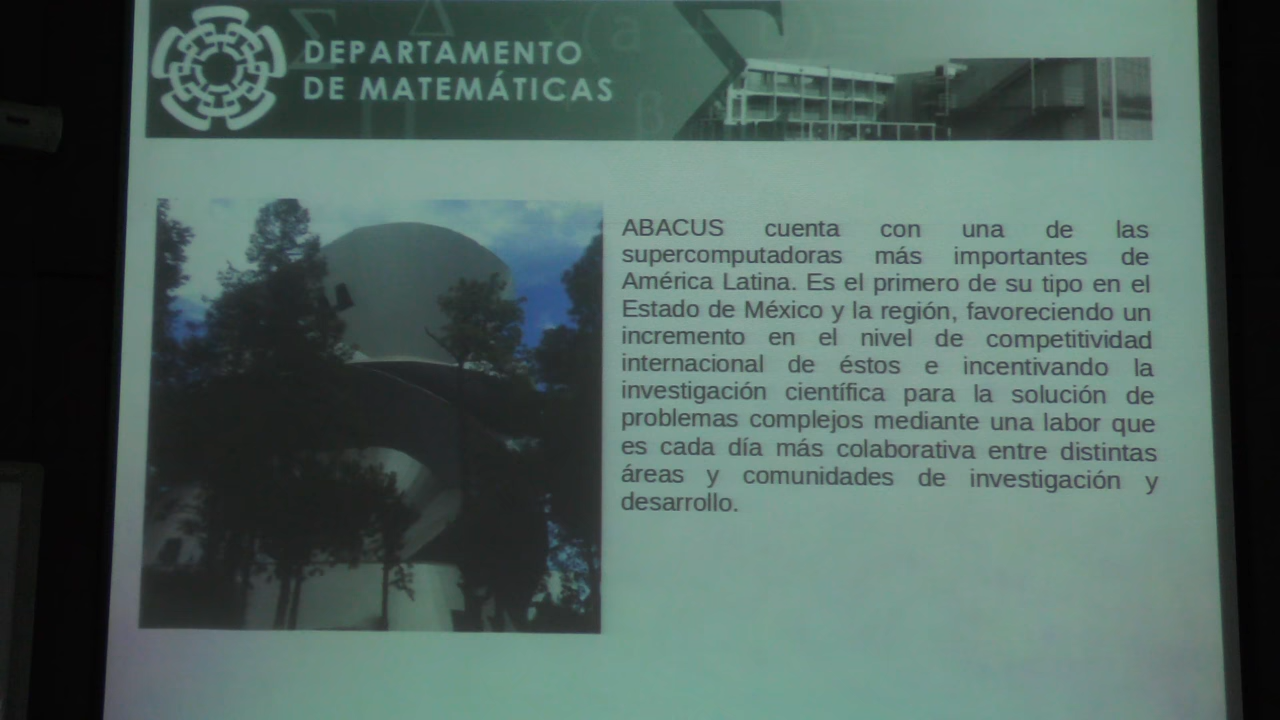 DEPARTAMENTO
DE MATEMÁTICAS
ABACUS cuenta con una de las
supercomputadoras más importantes de
América Latina. Es el primero de su tipo en el
Estado de México y la región, favoreciendo un
incremento en el nivel de competitividad
internacional de éstos e incentivando la
investigación científica para la solución de
problemas complejos mediante una labor que
es cada día más colaborativa entre distintas
áreas y comunidades de investigación y
desarrollo.